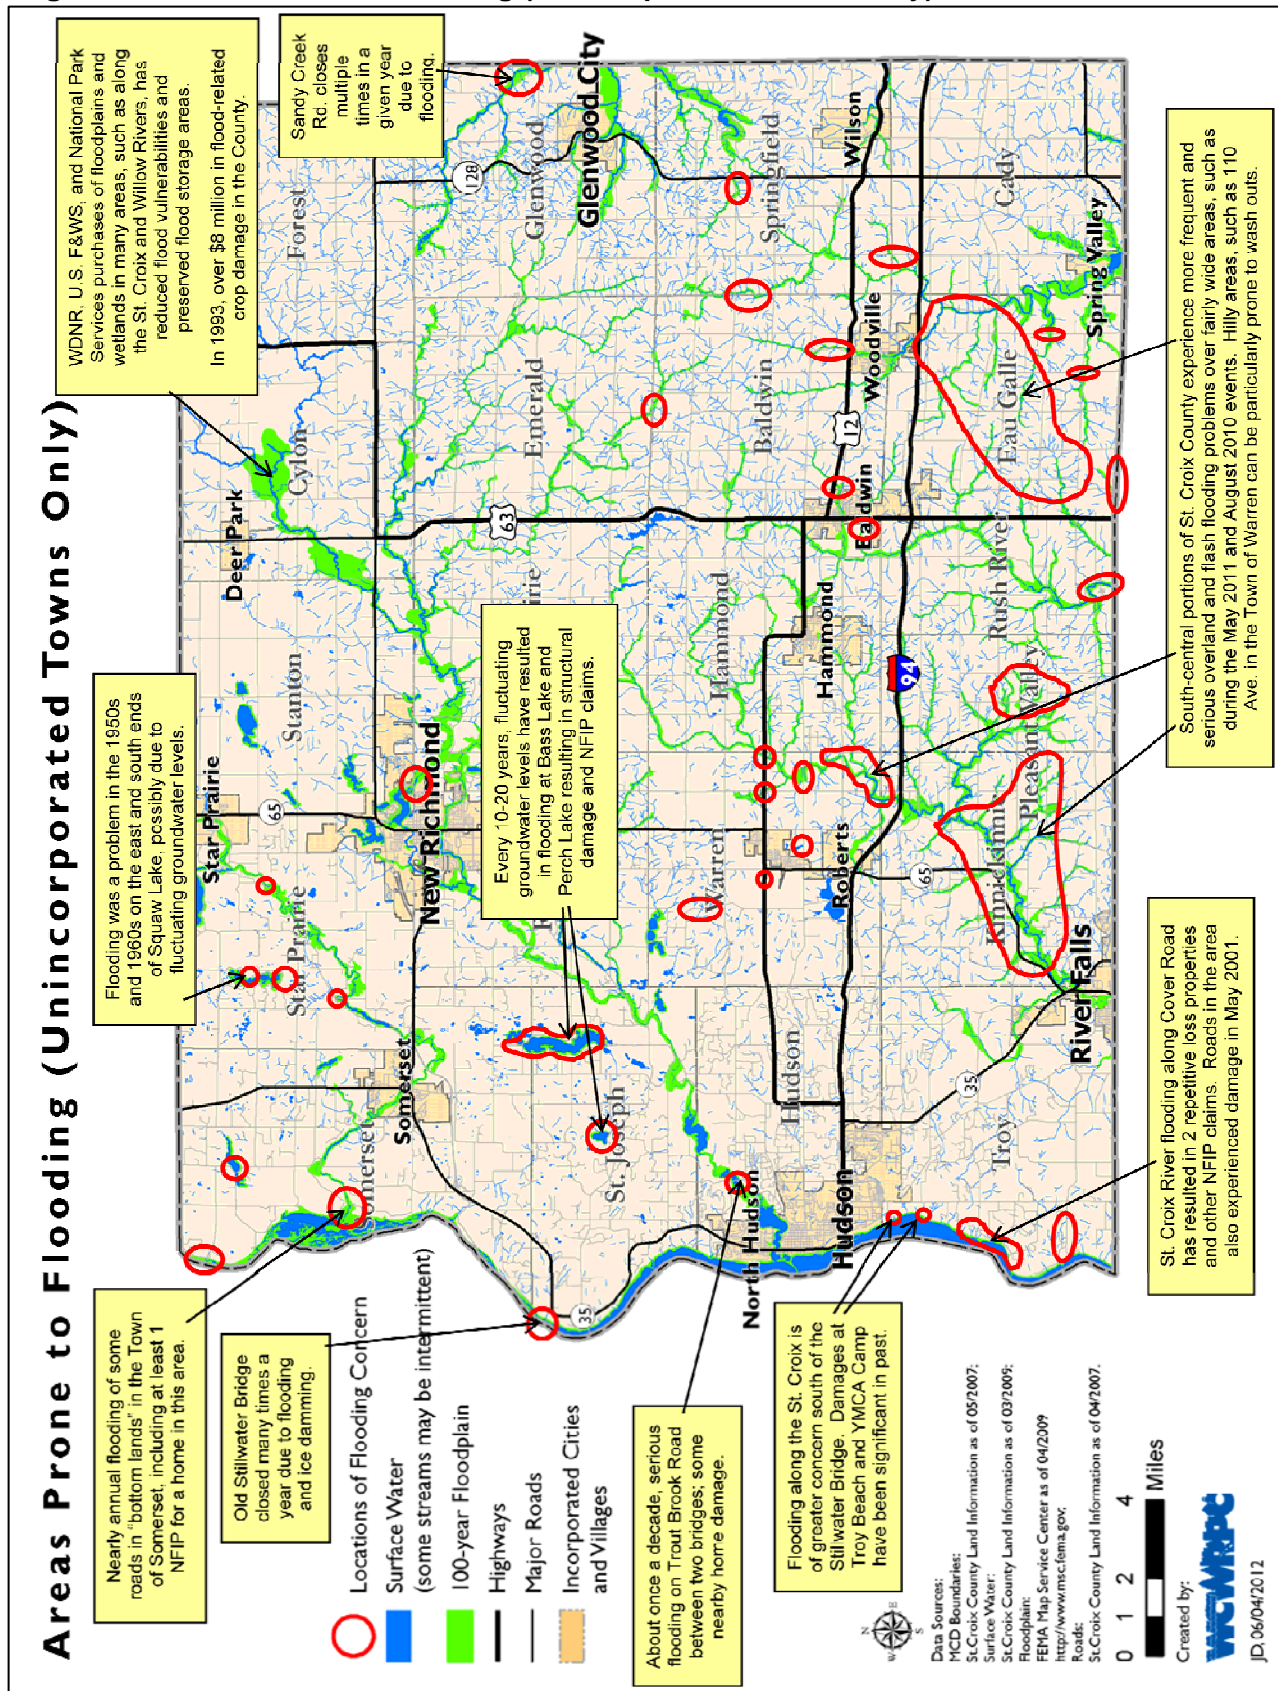 Areas Prone to Flooding (Unincorporated Towns Only)
Nearly annual flooding of some
roads in "bottom lands" in the Town
of Somerset, including at least 1
NFIP for a home in this area.
Flooding was a problem in the 1950s
and 1960s on the east and south ends
of Squaw Lake, possibly due to
fluctuating groundwater levels.
WDNR, U.S. F&WS, and National Park
Services purchases of floodplains and
wetlands in many areas, such as along
the St. Croix and Willow Rivers, has
reduced flood vulnerabilities and
preserved flood storage areas.
In 1993, over $8 million in flood-related
crop damage in the County.
Sandy Creek
Rd. closes
multiple
times in a
given year
due to
flooding.
Old Stillwater Bridge
closed many times a
year due to flooding
and ice damming.
Every 10-20 years, fluctuating
groundwater levels have resulted
in flooding at Bass Lake and
Perch Lake resulting in structural
damage and NFIP claims.
About once a decade, serious
flooding on Trout Brook Road
between two bridges; some
nearby home damage.
Flooding along the St. Croix is
of greater concern south of the
Stillwater Bridge. Damages at
Troy Beach and YMCA Camp
have been significant in past.
St. Croix River flooding along Cover Road
has resulted in 2 repetitive loss properties
and other NFIP claims. Roads in the area
also experienced damage in May 2001.
South-central portions of St. Croix County experience more frequent and
serious overland and flash flooding problems over fairly wide areas, such as
during the May 2011 and August 2010 events. Hilly areas, such as 110
Ave. in the Town of Warren can be particularly prone to wash outs.
Star Prairie
Deer Park
Star Prairie
Stanton
Cylon
Forest
65
Somerset
Somerset
New Richmond
63
Emerald
Glenwood
128
Glenwood City
St. Joseph
35
Warren
Hammond
Baldwin
Springfield
North Hudson
Hudson
Hudson
Roberts
Hammond
Baldwin
12
Woodville
Wilson
94
65
35
Troy
Kinnickinnic
Pleasant Valley
Rush River
Eau Galle
Cady
River Falls
Spring Valley
Locations of Flooding Concern
Surface Water
(some streams may be intermittent)
100-year Floodplain
Highways
Major Roads
Incorporated Cities
and Villages
N
S
W
E
Data Sources:
MCD Boundaries:
St.Croix County Land Information as of 05/2007;
Surface Water:
St.Croix County Land Information as of 03/2009;
Floodplain:
FEMA Map Service Center as of 04/2009
http://www.msc.fema.gov;
Roads:
St.Croix County Land Information as of 04/2007.
0 1 2 4
Miles
Created by:
WCWRPC
JD, 06/04/2012